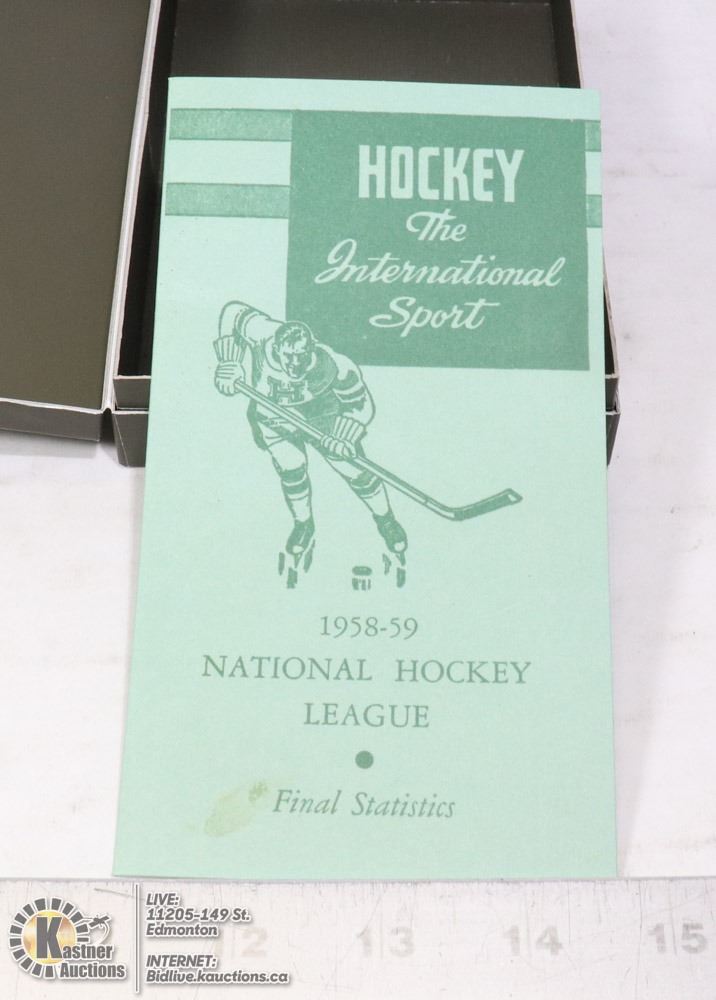 HOCKEY
The
International
Sport
H
1958-59
NATIONAL HOCKEY
LEAGUE
Final Statistics
Kastner
Auctions
LIVE:
11205-149 St.
Edmonton
INTERNET:
Bidlive.kauctions.ca
12 13 14 15